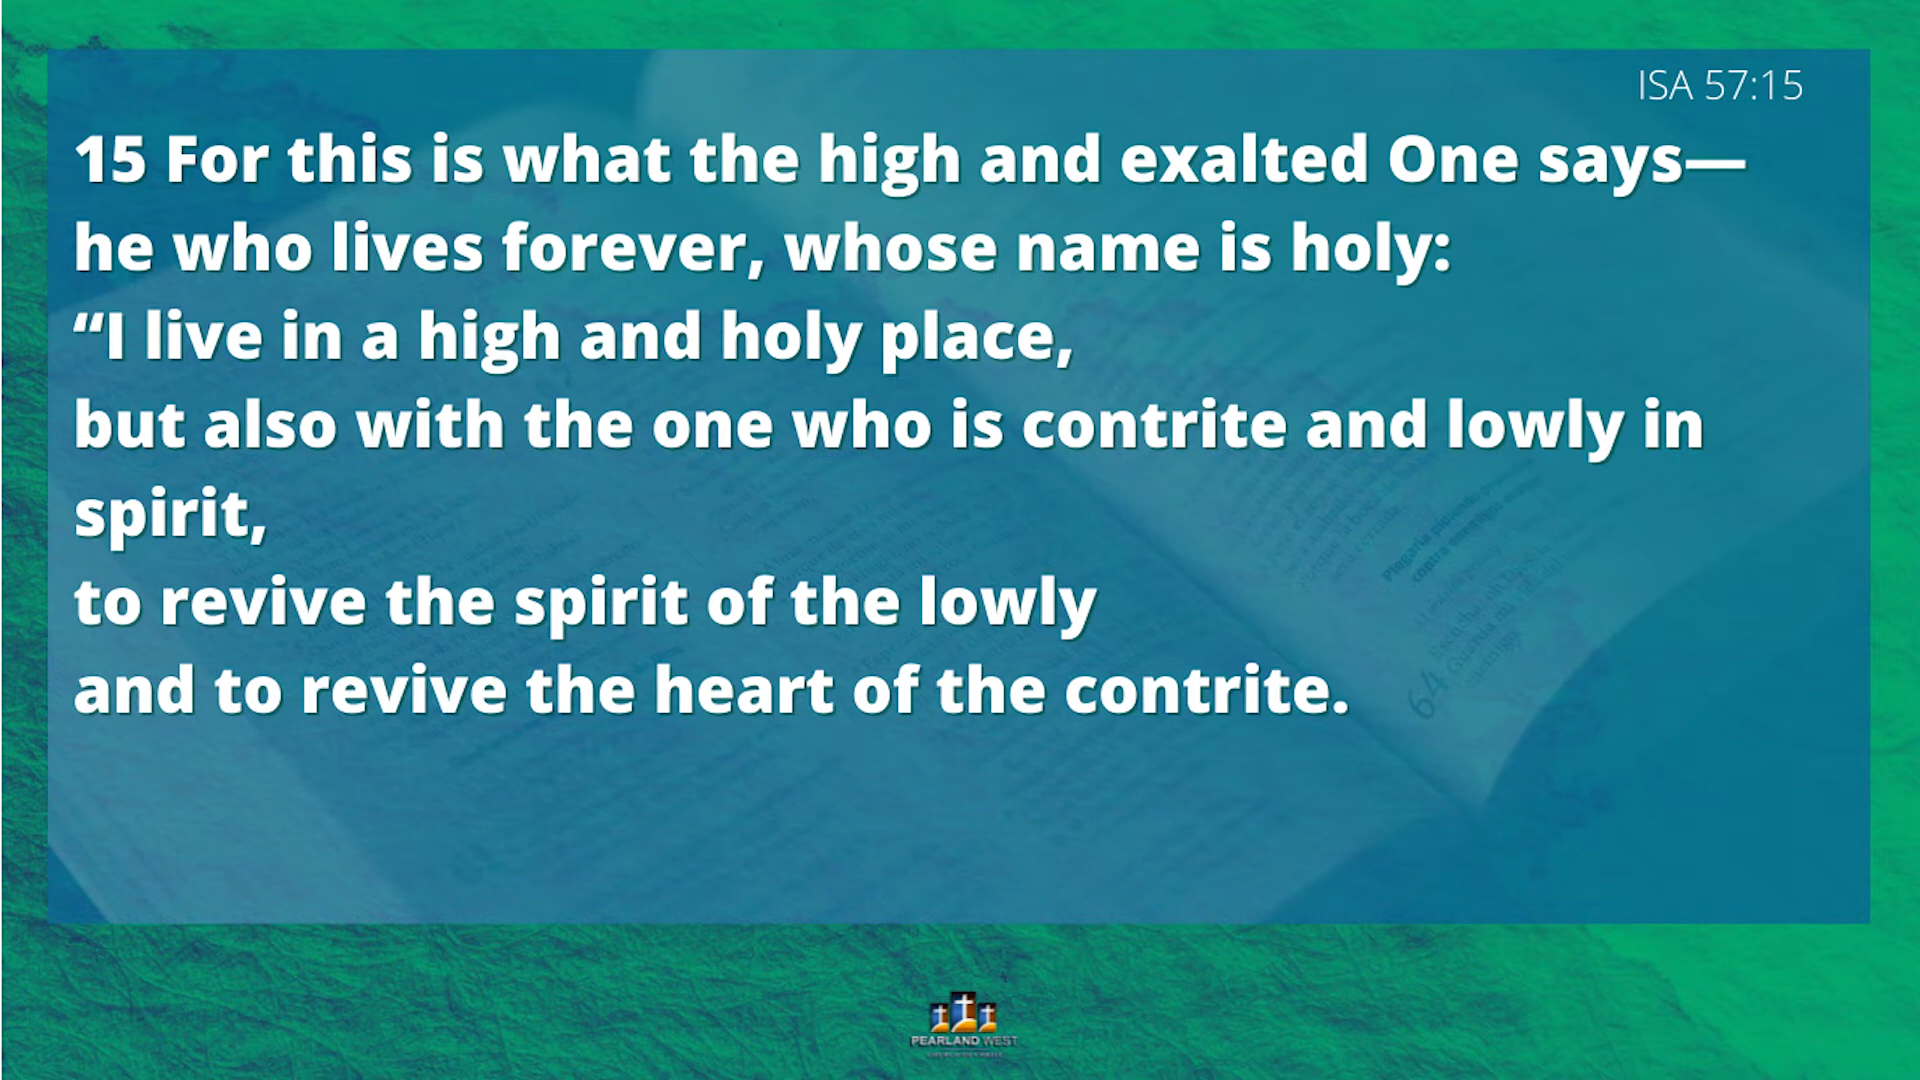 ISA 57:15
15 For this is what the high and exalted One says—
he who lives forever, whose name is holy:
“I live in a high and holy place,
but also with the one who is contrite and lowly in
spirit,
to revive the spirit of the lowly
and to revive the heart of the contrite.
Plegaria
contra
64
PEARLAND WEST